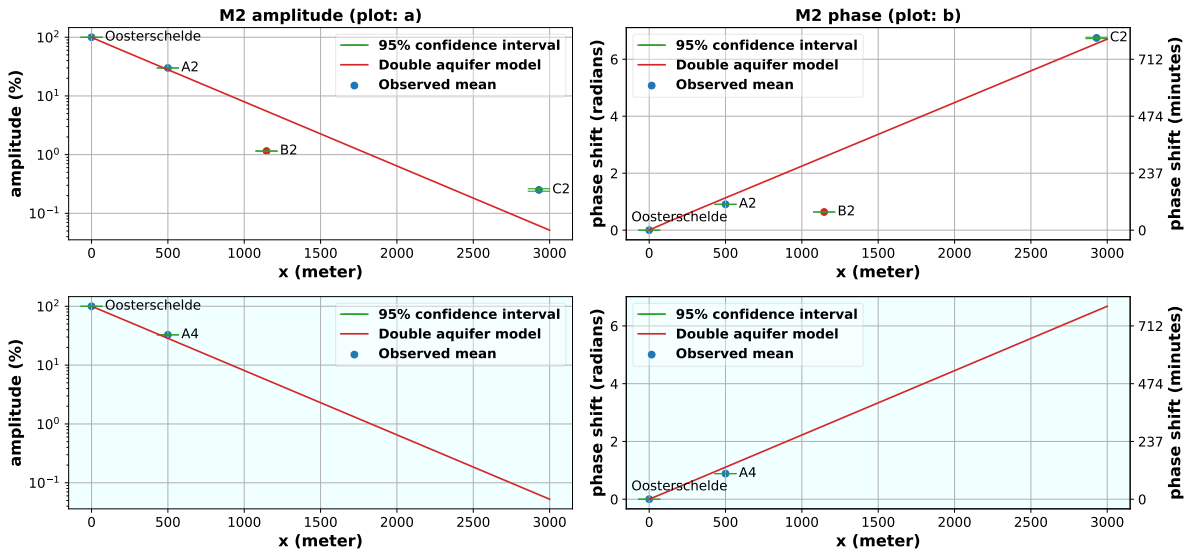 M2 amplitude (plot: a)
amplitude (%)
10²
10¹
10⁰
10⁻¹
Oosterschelde
A2
B2
C2
95% confidence interval
Double aquifer model
Observed mean
0 500 1000 1500 2000 2500 3000
x (meter)
M2 phase (plot: b)
phase shift (radians)
6
4
2
0
95% confidence interval
Double aquifer model
Observed mean
Oosterschelde
A2
B2
C2
712
474
237
0
phase shift (minutes)
0 500 1000 1500 2000 2500 3000
x (meter)
amplitude (%)
10²
10¹
10⁰
10⁻¹
Oosterschelde
A4
95% confidence interval
Double aquifer model
Observed mean
0 500 1000 1500 2000 2500 3000
x (meter)
phase shift (radians)
6
4
2
0
95% confidence interval
Double aquifer model
Observed mean
Oosterschelde
A4
712
474
237
0
phase shift (minutes)
0 500 1000 1500 2000 2500 3000
x (meter)